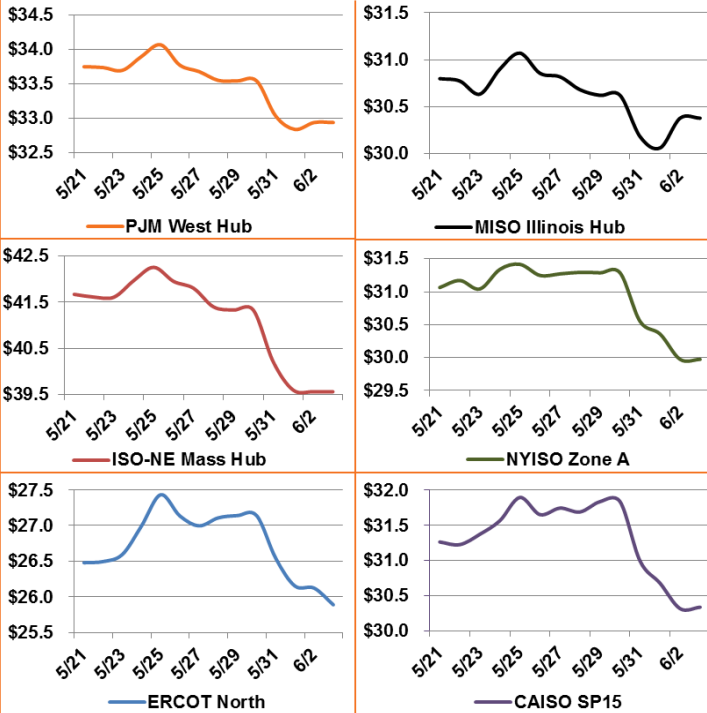 $34.5
$34.0
$33.5
$33.0
$32.5
5/21 5/23 5/25 5/27 5/29 5/31 6/2
PJM West Hub
$31.5
$31.0
$30.5
$30.0
5/21 5/23 5/25 5/27 5/29 5/31 6/2
MISO Illinois Hub
$42.5
$41.5
$40.5
$39.5
5/21 5/23 5/25 5/27 5/29 5/31 6/2
ISO-NE Mass Hub
$31.5
$31.0
$30.5
$30.0
$29.5
5/21 5/23 5/25 5/27 5/29 5/31 6/2
NYISO Zone A
$27.5
$27.0
$26.5
$26.0
$25.5
5/21 5/23 5/25 5/27 5/29 5/31 6/2
ERCOT North
$32.0
$31.5
$31.0
$30.5
$30.0
5/21 5/23 5/25 5/27 5/29 5/31 6/2
CAISO SP15